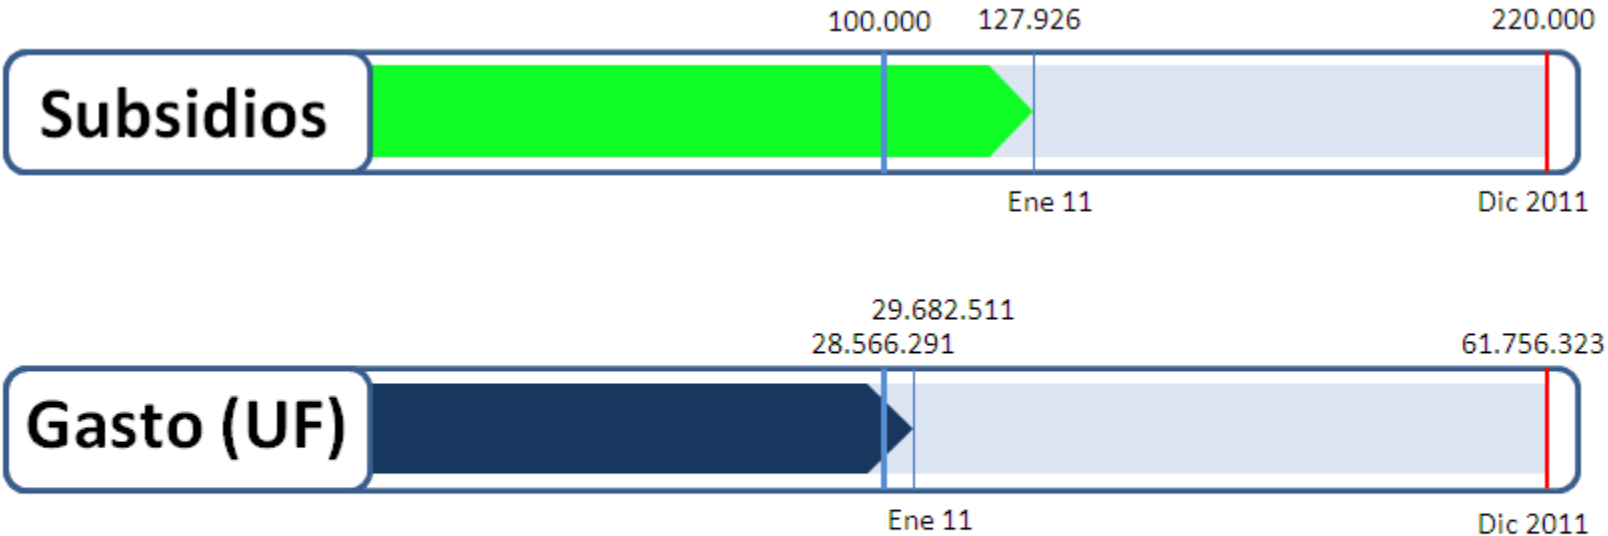 100.000 127.926 220.000
Subsidios
Ene 11 Dic 2011
29.682.511
28.566.291 61.756.323
Gasto (UF)
Ene 11 Dic 2011